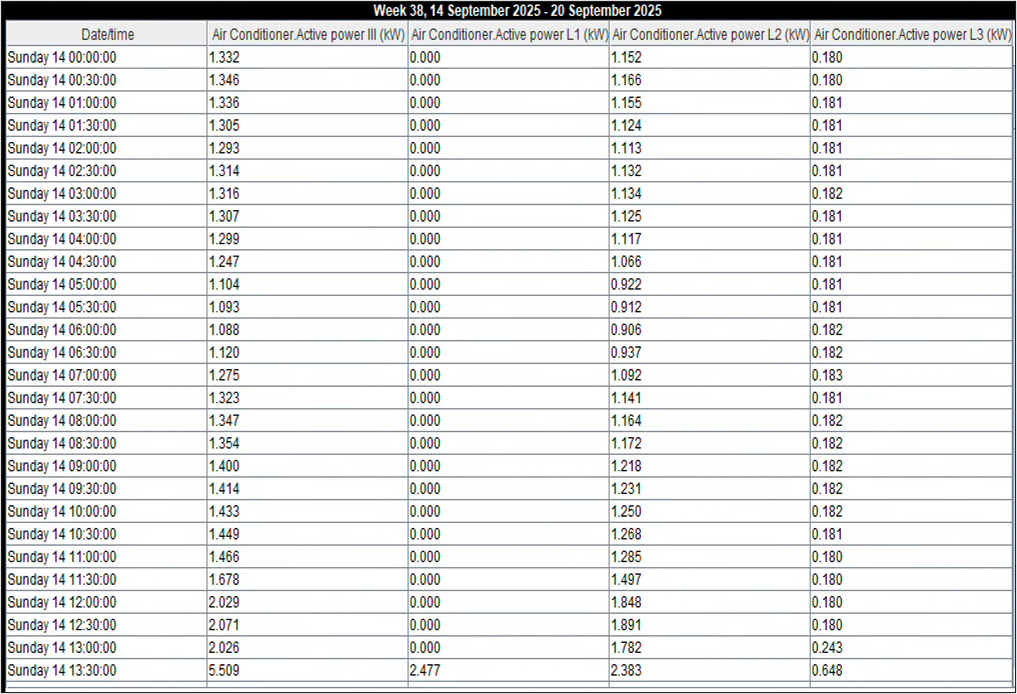 Week 38, 14 September 2025 - 20 September 2025
Date/time Air Conditioner.Active power III (kW) Air Conditioner.Active power L1 (kW) Air Conditioner.Active power L2 (kW) Air Conditioner.Active power L3 (kW)
Sunday 14 00:00:00 1.332 0.000 1.152 0.180
Sunday 14 00:30:00 1.346 0.000 1.166 0.180
Sunday 14 01:00:00 1.336 0.000 1.155 0.181
Sunday 14 01:30:00 1.305 0.000 1.124 0.181
Sunday 14 02:00:00 1.293 0.000 1.113 0.181
Sunday 14 02:30:00 1.314 0.000 1.132 0.181
Sunday 14 03:00:00 1.316 0.000 1.134 0.182
Sunday 14 03:30:00 1.307 0.000 1.125 0.181
Sunday 14 04:00:00 1.299 0.000 1.117 0.181
Sunday 14 04:30:00 1.247 0.000 1.066 0.181
Sunday 14 05:00:00 1.104 0.000 0.922 0.181
Sunday 14 05:30:00 1.093 0.000 0.912 0.181
Sunday 14 06:00:00 1.088 0.000 0.906 0.182
Sunday 14 06:30:00 1.120 0.000 0.937 0.182
Sunday 14 07:00:00 1.275 0.000 1.092 0.183
Sunday 14 07:30:00 1.323 0.000 1.141 0.181
Sunday 14 08:00:00 1.347 0.000 1.164 0.182
Sunday 14 08:30:00 1.354 0.000 1.172 0.182
Sunday 14 09:00:00 1.400 0.000 1.218 0.182
Sunday 14 09:30:00 1.414 0.000 1.231 0.182
Sunday 14 10:00:00 1.433 0.000 1.250 0.182
Sunday 14 10:30:00 1.449 0.000 1.268 0.181
Sunday 14 11:00:00 1.466 0.000 1.285 0.180
Sunday 14 11:30:00 1.678 0.000 1.497 0.180
Sunday 14 12:00:00 2.029 0.000 1.848 0.180
Sunday 14 12:30:00 2.071 0.000 1.891 0.180
Sunday 14 13:00:00 2.026 0.000 1.782 0.243
Sunday 14 13:30:00 5.509 2.477 2.383 0.648